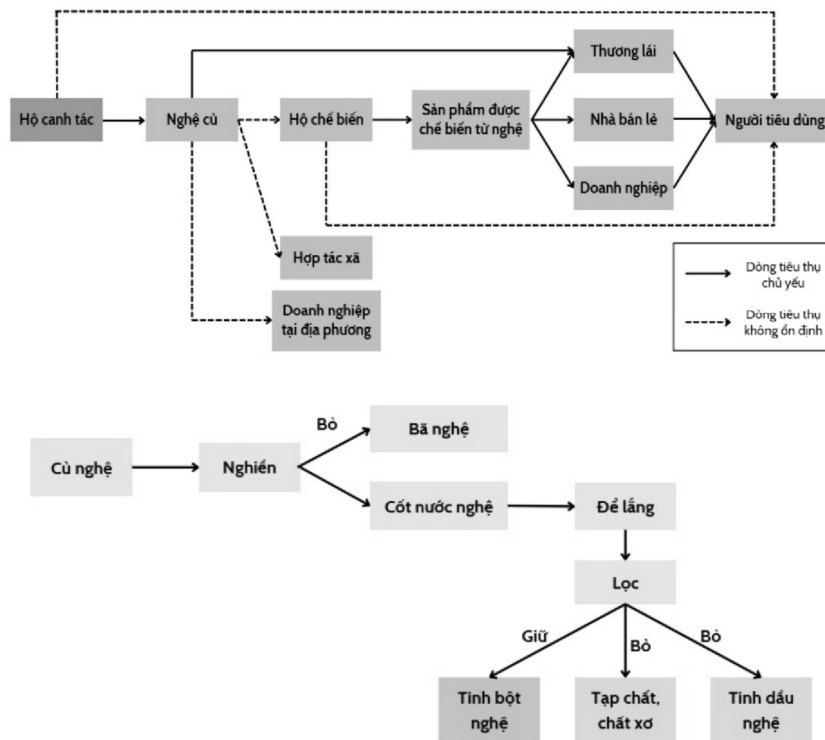 Thương lái
Hộ canh tác
Nghệ củ
Hộ chế biến
Sản phẩm được
chế biến từ nghệ
Nhà bán lẻ
Người tiêu dùng
Doanh nghiệp
Hợp tác xã
Doanh nghiệp
tại địa phương
Dòng tiêu thụ
chủ yếu
Dòng tiêu thụ
không ổn định
Bỏ
Bã nghệ
Củ nghệ
Nghiền
Cốt nước nghệ
Để lắng
Lọc
Giữ
Bỏ
Bỏ
Tinh bột
nghệ
Tạp chất,
chất xơ
Tinh dầu
nghệ